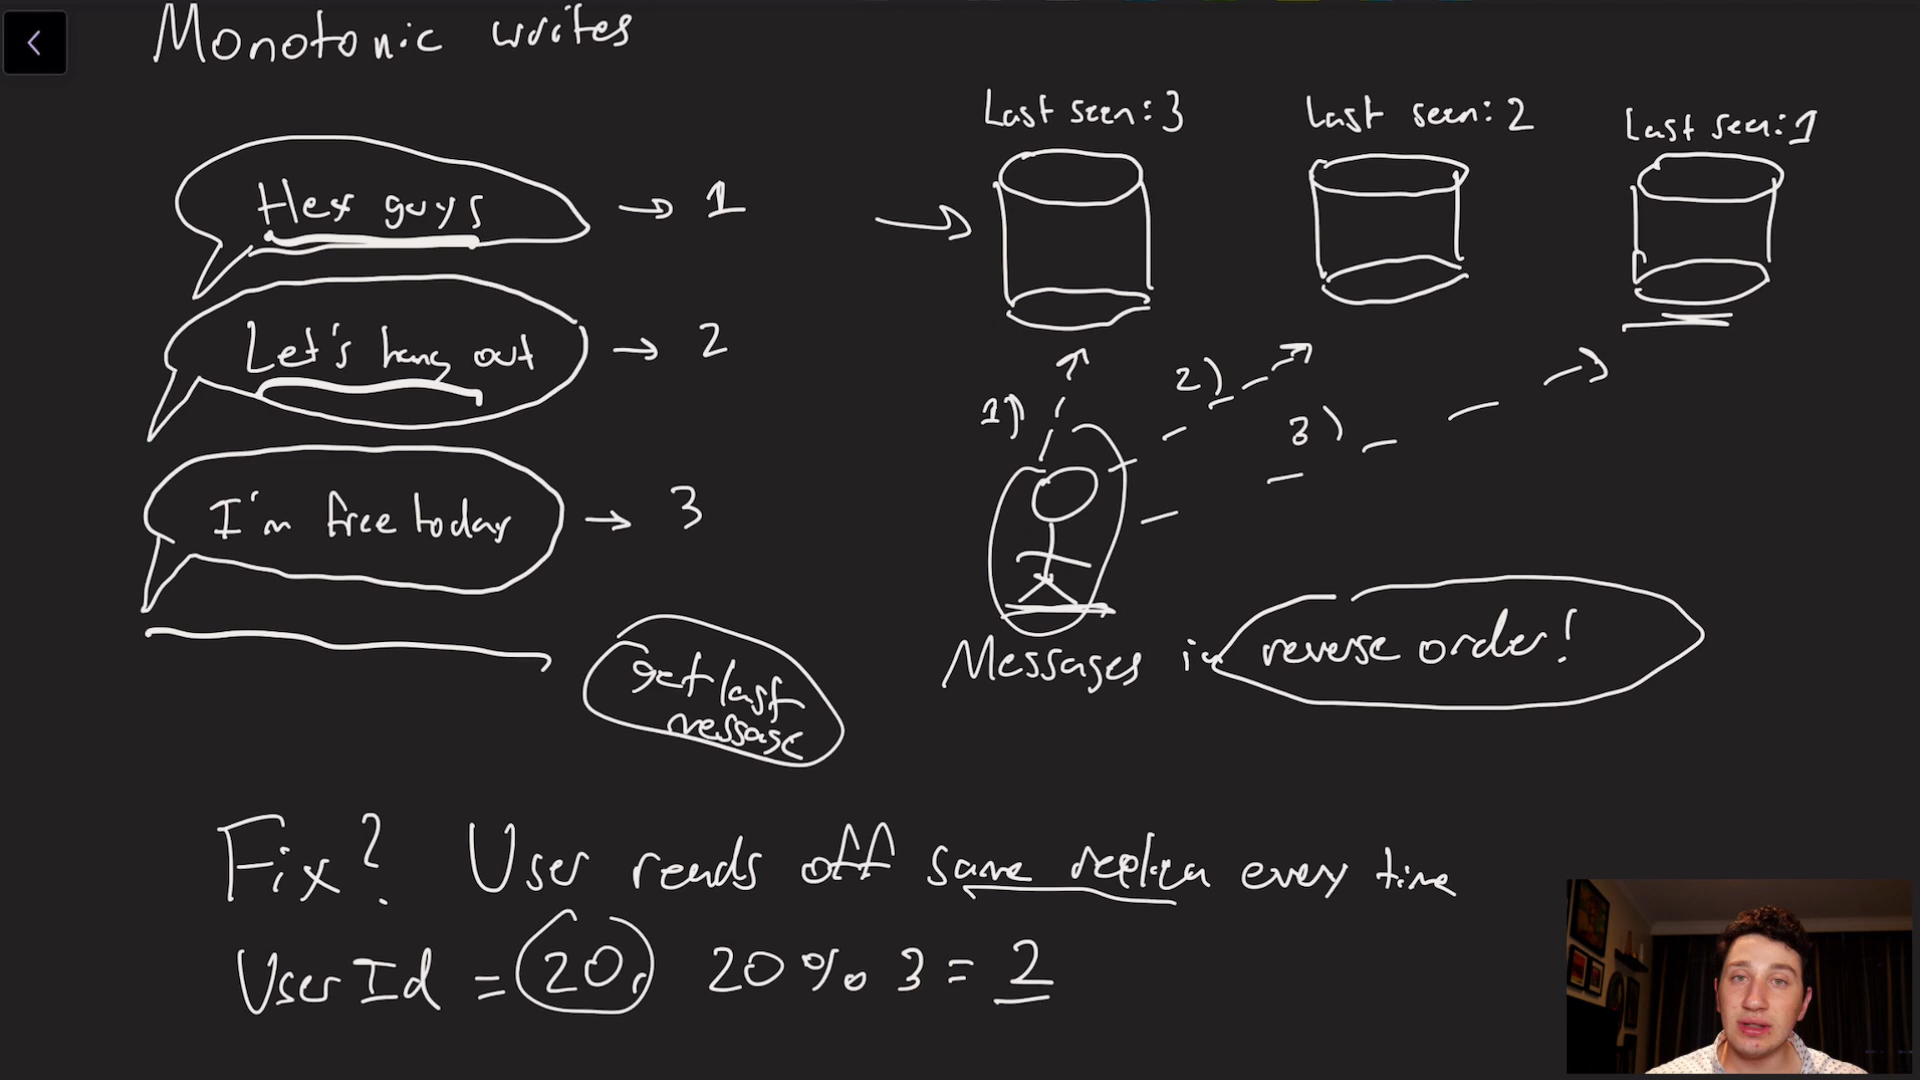 Monotonic writes
Last seen: 3
Last seen: 2
Last seen: 1
Hey guys → 1
Let's hang out → 2
I'm free today → 3
1)
2)
3)
Messages in reverse order!
get last
message
Fix? User reads off same replica every time
User Id = 20, 20 % 3 = 2